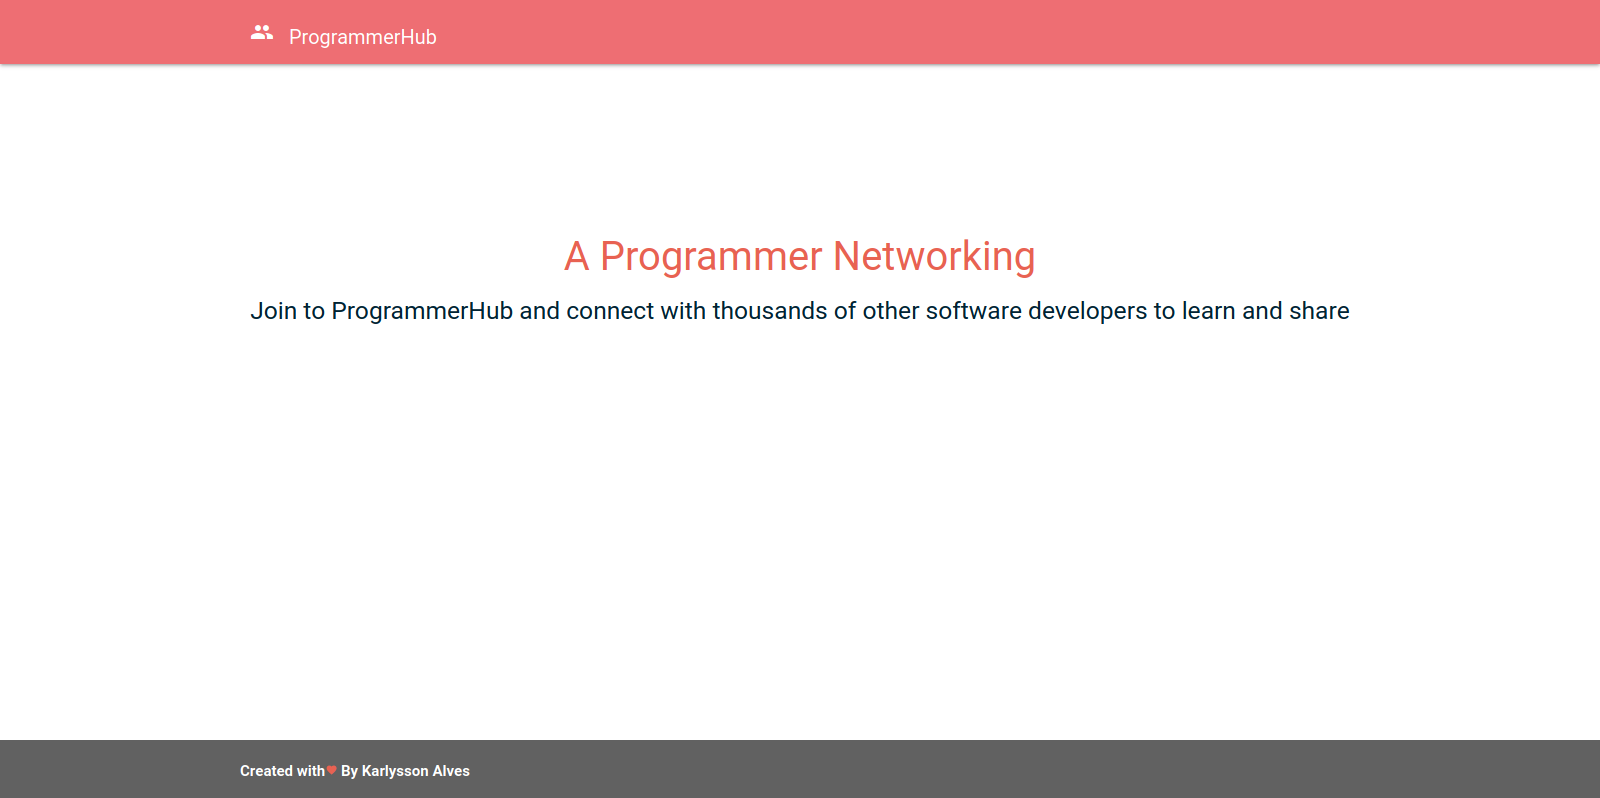 ProgrammerHub
A Programmer Networking
Join to ProgrammerHub and connect with thousands of other software developers to learn and share
Created with By Karlysson Alves